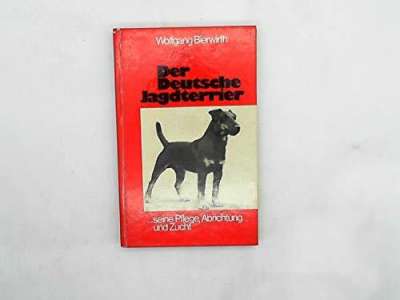 Wolfgang Bierwirth
Der
Deutsche
Jagdterrier
...seine Pflege, Abrichtung
und Zucht